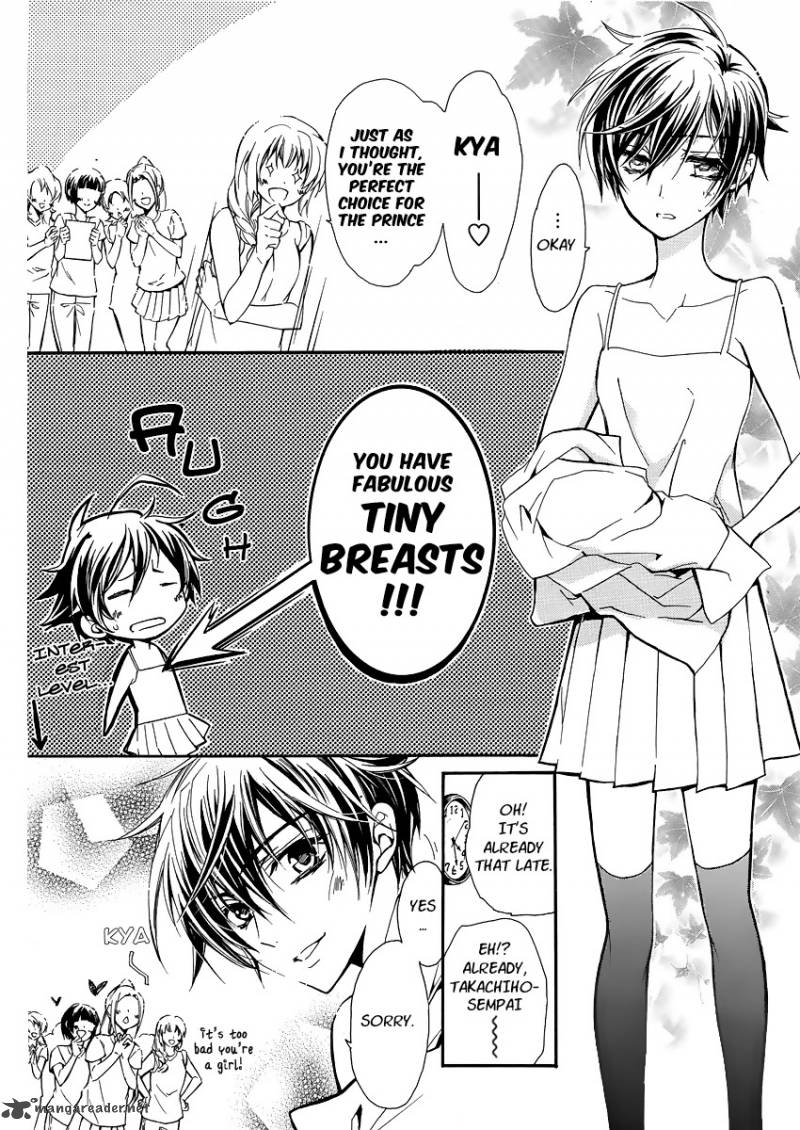 ...
OKAY
KYA
JUST AS
I THOUGHT,
YOU'RE THE
PERFECT
CHOICE FOR
THE PRINCE
...
YOU HAVE
FABULOUS
TINY
BREASTS
!!!
AUGH
INTER-
EST
LEVEL...
OH!
IT'S
ALREADY
THAT LATE.
EH!?
ALREADY,
TAKACHIHO-
SEMPAI
YES
...
SORRY.
KYA
it's too
bad you're
a girl!
mangareader.net